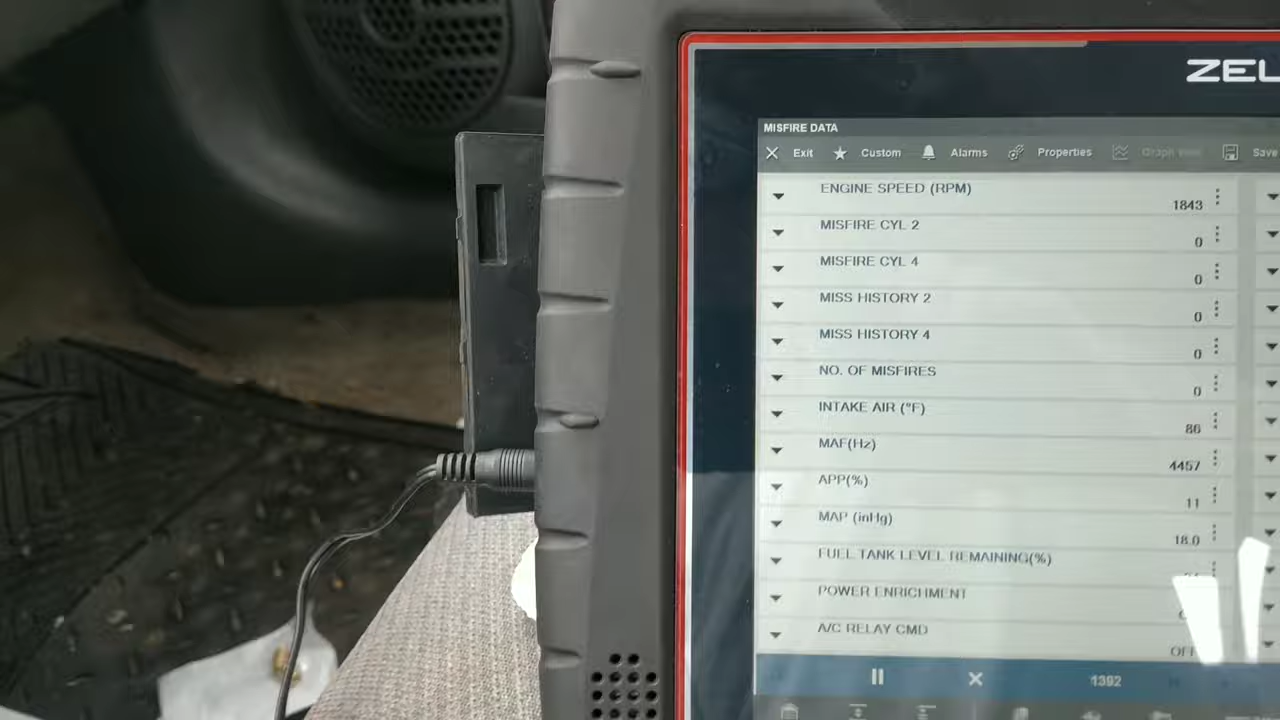 ZEL
MISFIRE DATA
Exit Custom Alarms Properties Graph View Save
ENGINE SPEED (RPM)
1843
MISFIRE CYL 2
0
MISFIRE CYL 4
0
MISS HISTORY 2
0
MISS HISTORY 4
0
NO. OF MISFIRES
0
INTAKE AIR (°F)
86
MAF(Hz)
4457
APP(%)
11
MAP (inHg)
18.0
FUEL TANK LEVEL REMAINING(%)
POWER ENRICHMENT
A/C RELAY CMD
OFF
1392